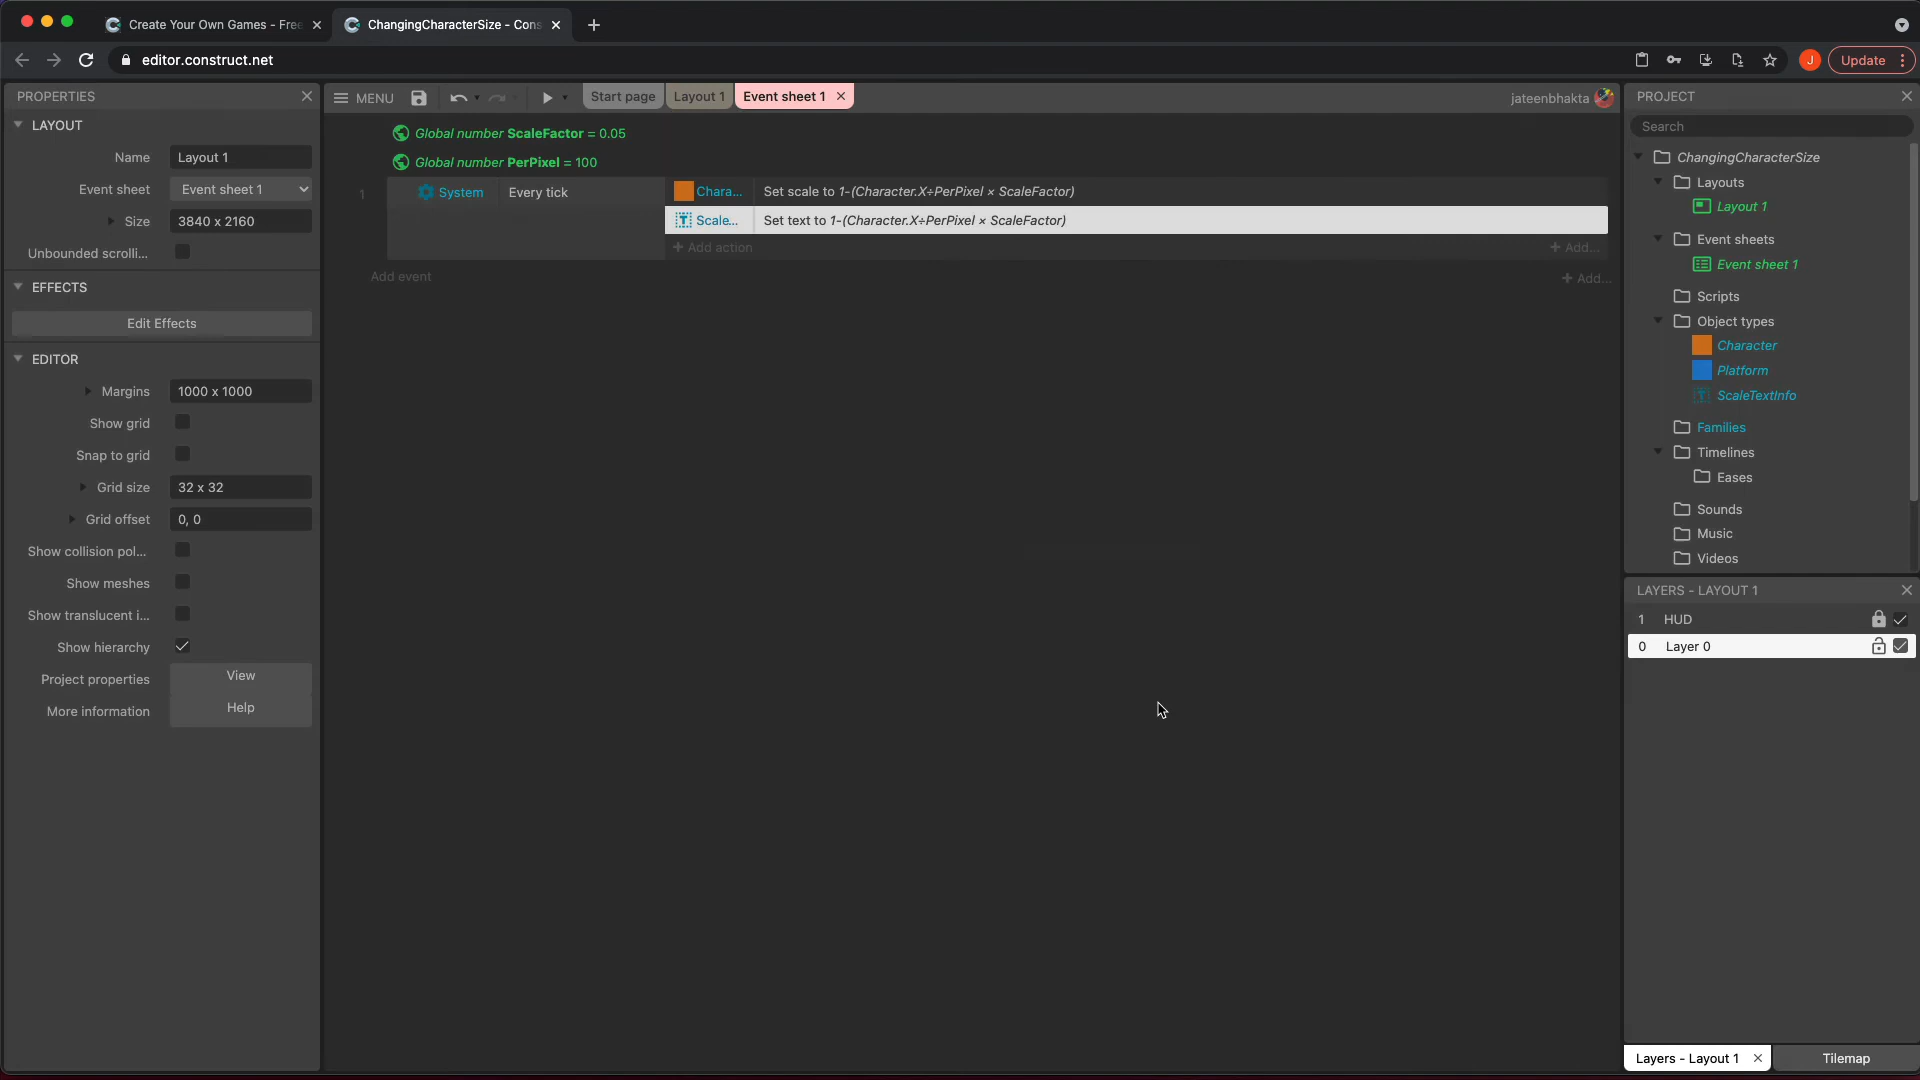 Create Your Own Games - Free
ChangingCharacterSize - Cons
editor.construct.net
J
Update
PROPERTIES
LAYOUT
Name
Layout 1
Event sheet
Event sheet 1
Size
3840 x 2160
Unbounded scrolli...
EFFECTS
Edit Effects
EDITOR
Margins
1000 x 1000
Show grid
Snap to grid
Grid size
32 x 32
Grid offset
0, 0
Show collision pol...
Show meshes
Show translucent i...
Show hierarchy
Project properties
View
More information
Help
MENU
Start page
Layout 1
Event sheet 1
jateenbhakta
Global number ScaleFactor = 0.05
Global number PerPixel = 100
1
System
Every tick
Chara...
Set scale to 1-(Character.X÷PerPixel × ScaleFactor)
Scale...
Set text to 1-(Character.X÷PerPixel × ScaleFactor)
+ Add action
+ Add...
Add event
+ Add...
PROJECT
Search
ChangingCharacterSize
Layouts
Layout 1
Event sheets
Event sheet 1
Scripts
Object types
Character
Platform
ScaleTextInfo
Families
Timelines
Eases
Sounds
Music
Videos
LAYERS - LAYOUT 1
1 HUD
0 Layer 0
Layers - Layout 1
Tilemap